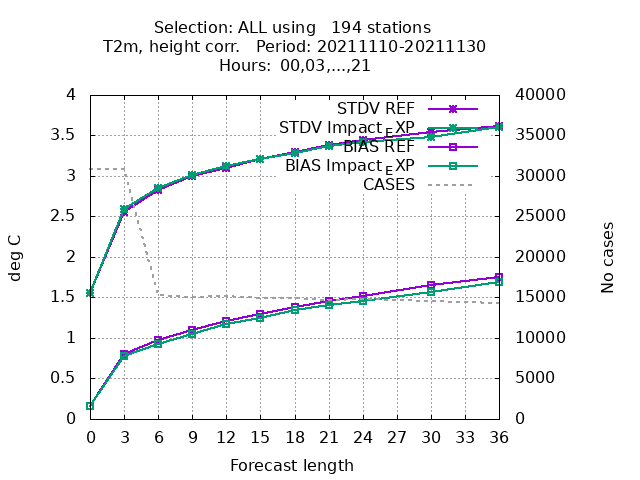 Selection: ALL using   194 stations
T2m, height corr.   Period: 20211110-20211130
Hours: 00,03,...,21
STDV REF
STDV Impact_EXP
BIAS REF
BIAS Impact_EXP
CASES
4
3.5
3
2.5
2
1.5
1
0.5
0
40000
35000
30000
25000
20000
15000
10000
5000
0
deg C
No cases
0 3 6 9 12 15 18 21 24 27 30 33 36
Forecast length